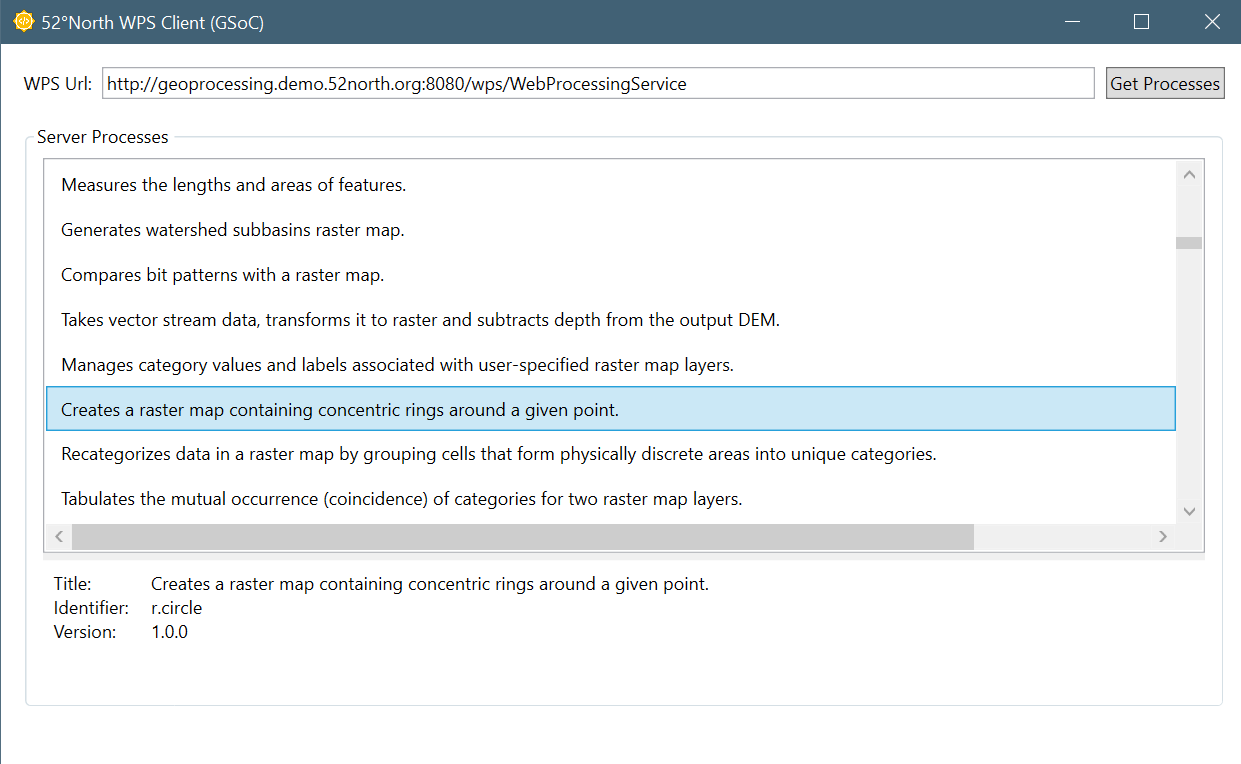 52°North WPS Client (GSoC)
WPS Url: http://geoprocessing.demo.52north.org:8080/wps/WebProcessingService Get Processes
Server Processes
Measures the lengths and areas of features.
Generates watershed subbasins raster map.
Compares bit patterns with a raster map.
Takes vector stream data, transforms it to raster and subtracts depth from the output DEM.
Manages category values and labels associated with user-specified raster map layers.
Creates a raster map containing concentric rings around a given point.
Recategorizes data in a raster map by grouping cells that form physically discrete areas into unique categories.
Tabulates the mutual occurrence (coincidence) of categories for two raster map layers.
Title: Creates a raster map containing concentric rings around a given point.
Identifier: r.circle
Version: 1.0.0